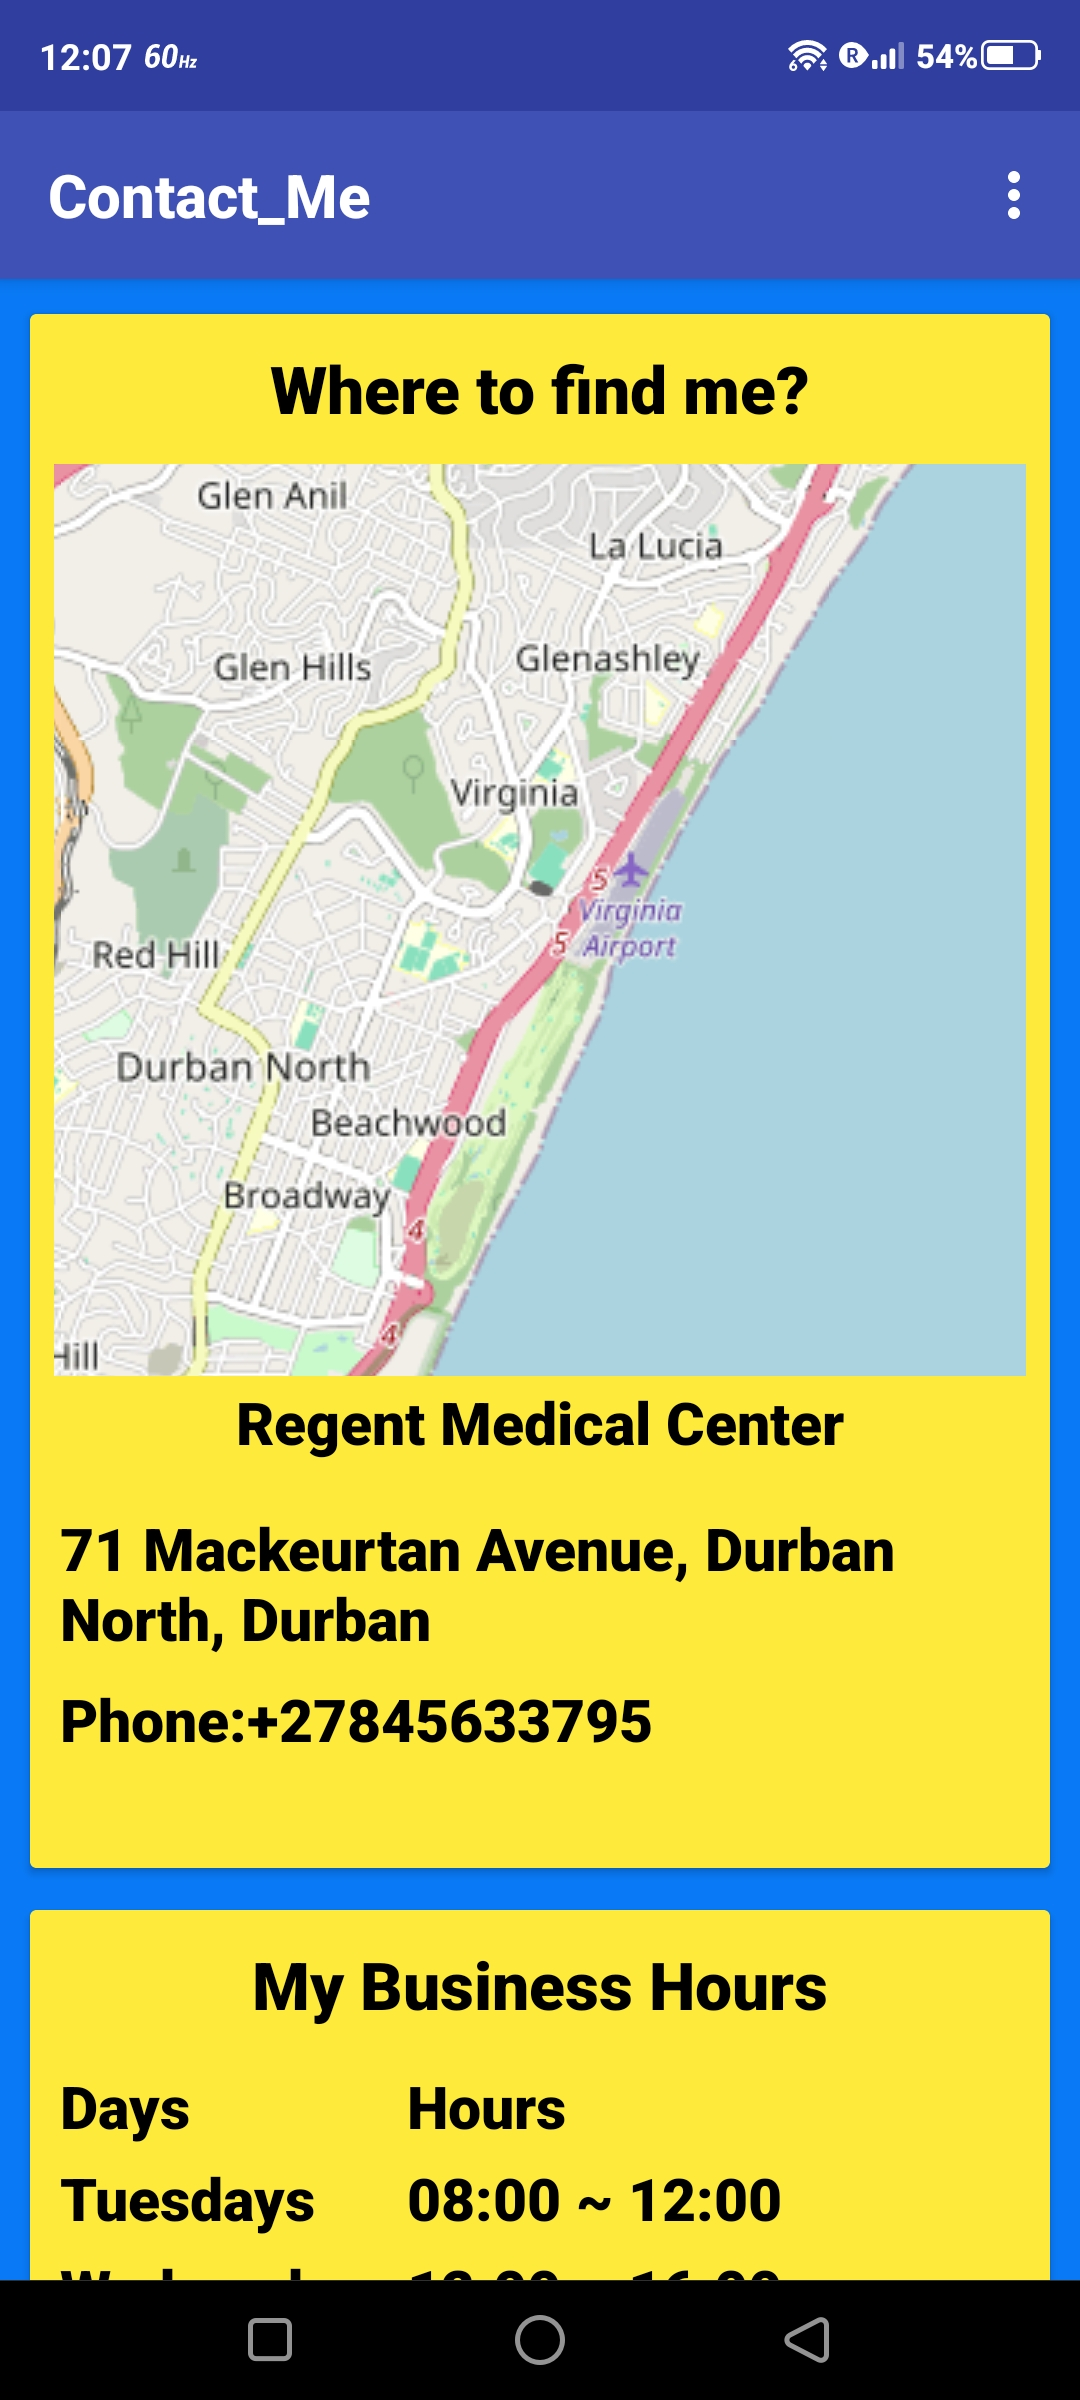 12:07 60Hz
6 R 54%
Contact_Me
Where to find me?
Glen Anil
La Lucia
Glenashley
Glen Hills
Virginia
5
Virginia
5 Airport
Red Hill
Durban North
Beachwood
Broadway
4
4
Hill
Regent Medical Center
71 Mackeurtan Avenue, Durban
North, Durban
Phone:+27845633795
My Business Hours
Days Hours
Tuesdays 08:00 ~ 12:00